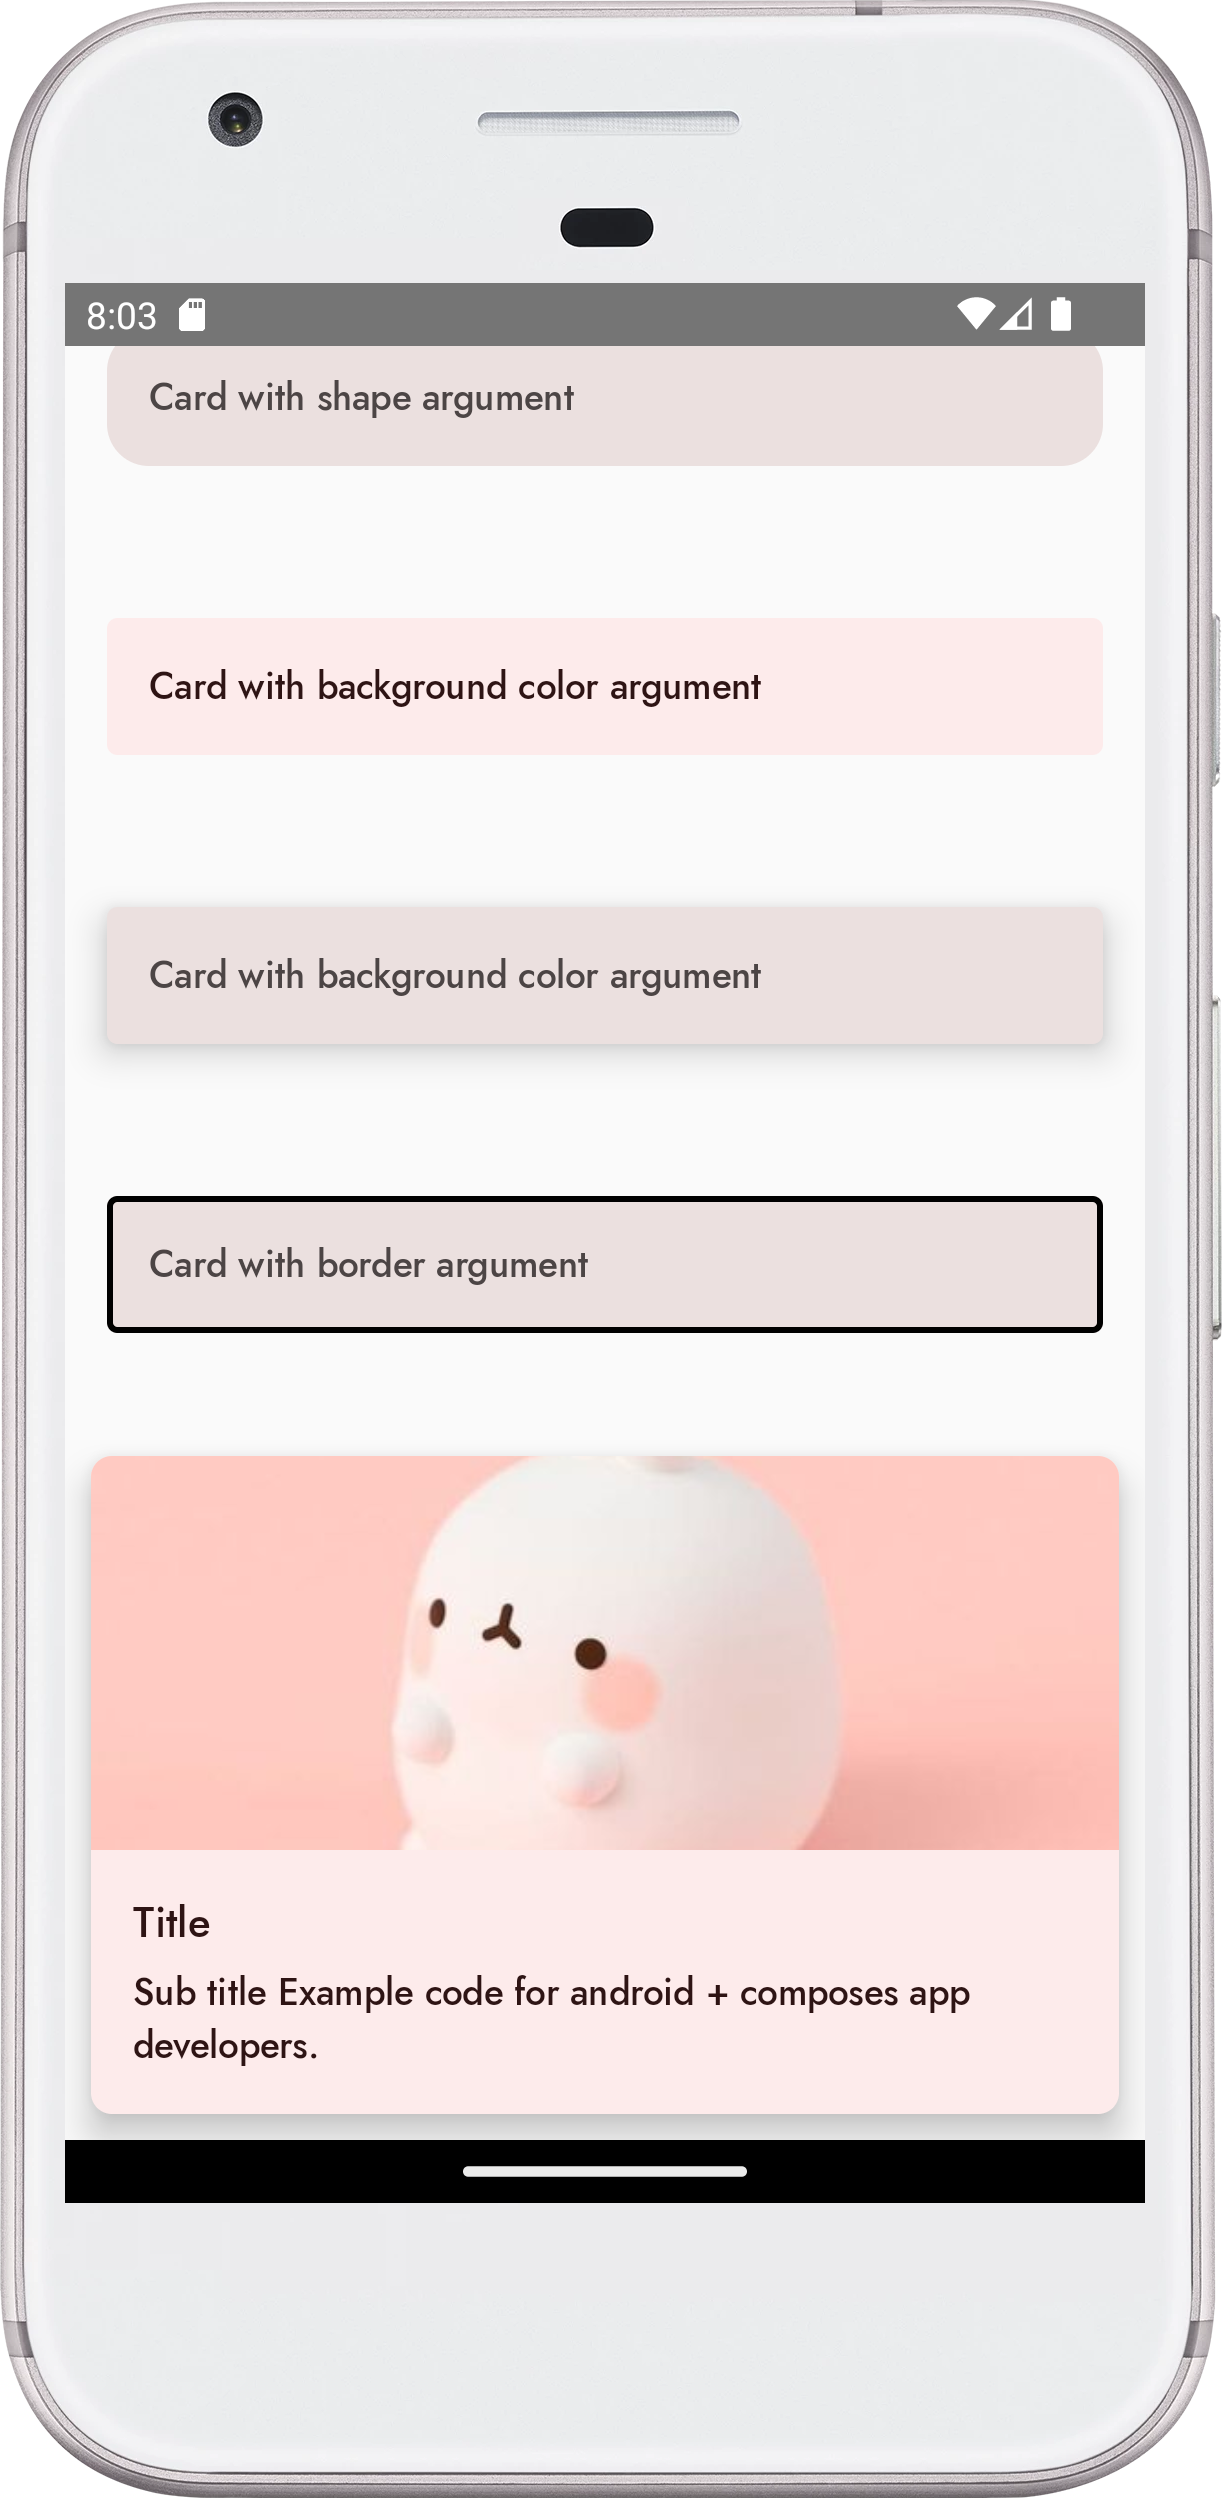 8:03
Card with shape argument
Card with background color argument
Card with background color argument
Card with border argument
Title
Sub title Example code for android + composes app
developers.